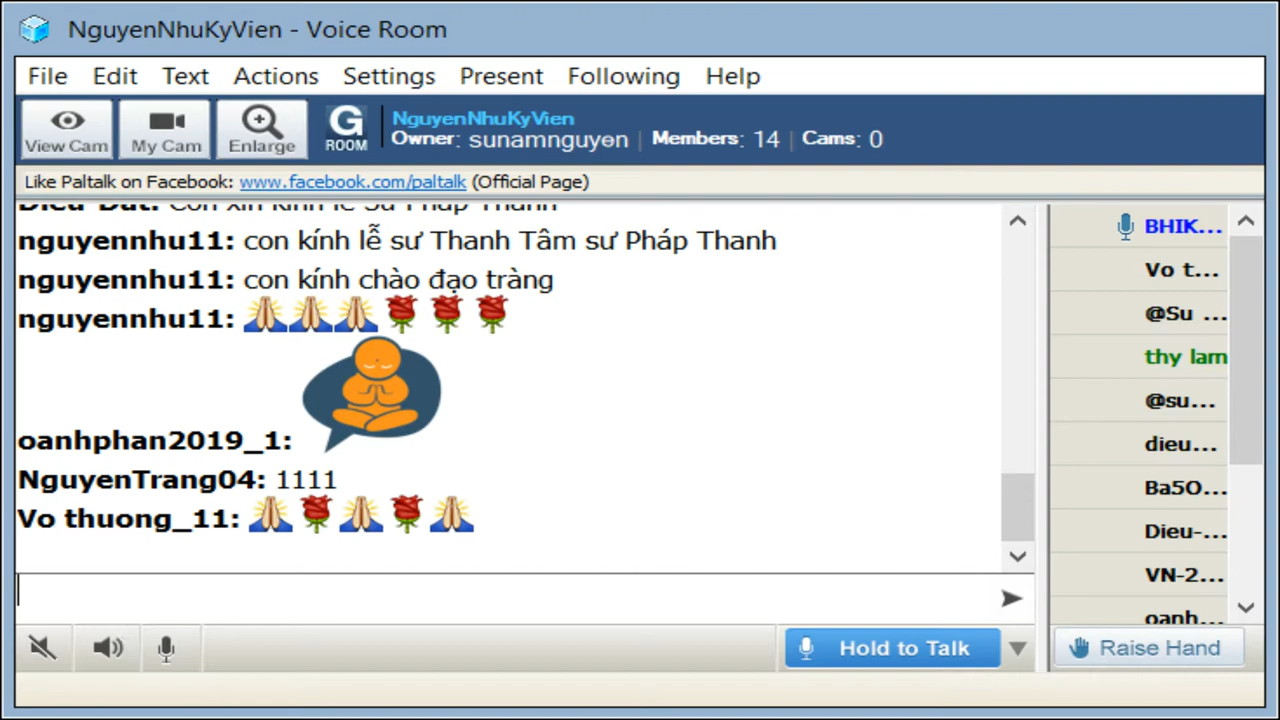 NguyenNhuKyVien - Voice Room
File Edit Text Actions Settings Present Following Help
View Cam My Cam Enlarge G ROOM
NguyenNhuKyVien
Owner: sunamnguyen | Members: 14 | Cams: 0
Like Paltalk on Facebook: www.facebook.com/paltalk (Official Page)
nguyennhu11: con kính lễ sư Thanh Tâm sư Pháp Thanh
nguyennhu11: con kính chào đạo tràng
nguyennhu11: 🙏🙏🙏🌹🌹🌹
oanhphan2019_1:
NguyenTrang04: 1111
Vo thuong_11: 🙏🌹🙏🌹🙏
BHIK...
Vo t...
@Su ...
thy lam
@su...
dieu...
Ba5O...
Dieu-...
VN-2...
oanh...
Hold to Talk
Raise Hand